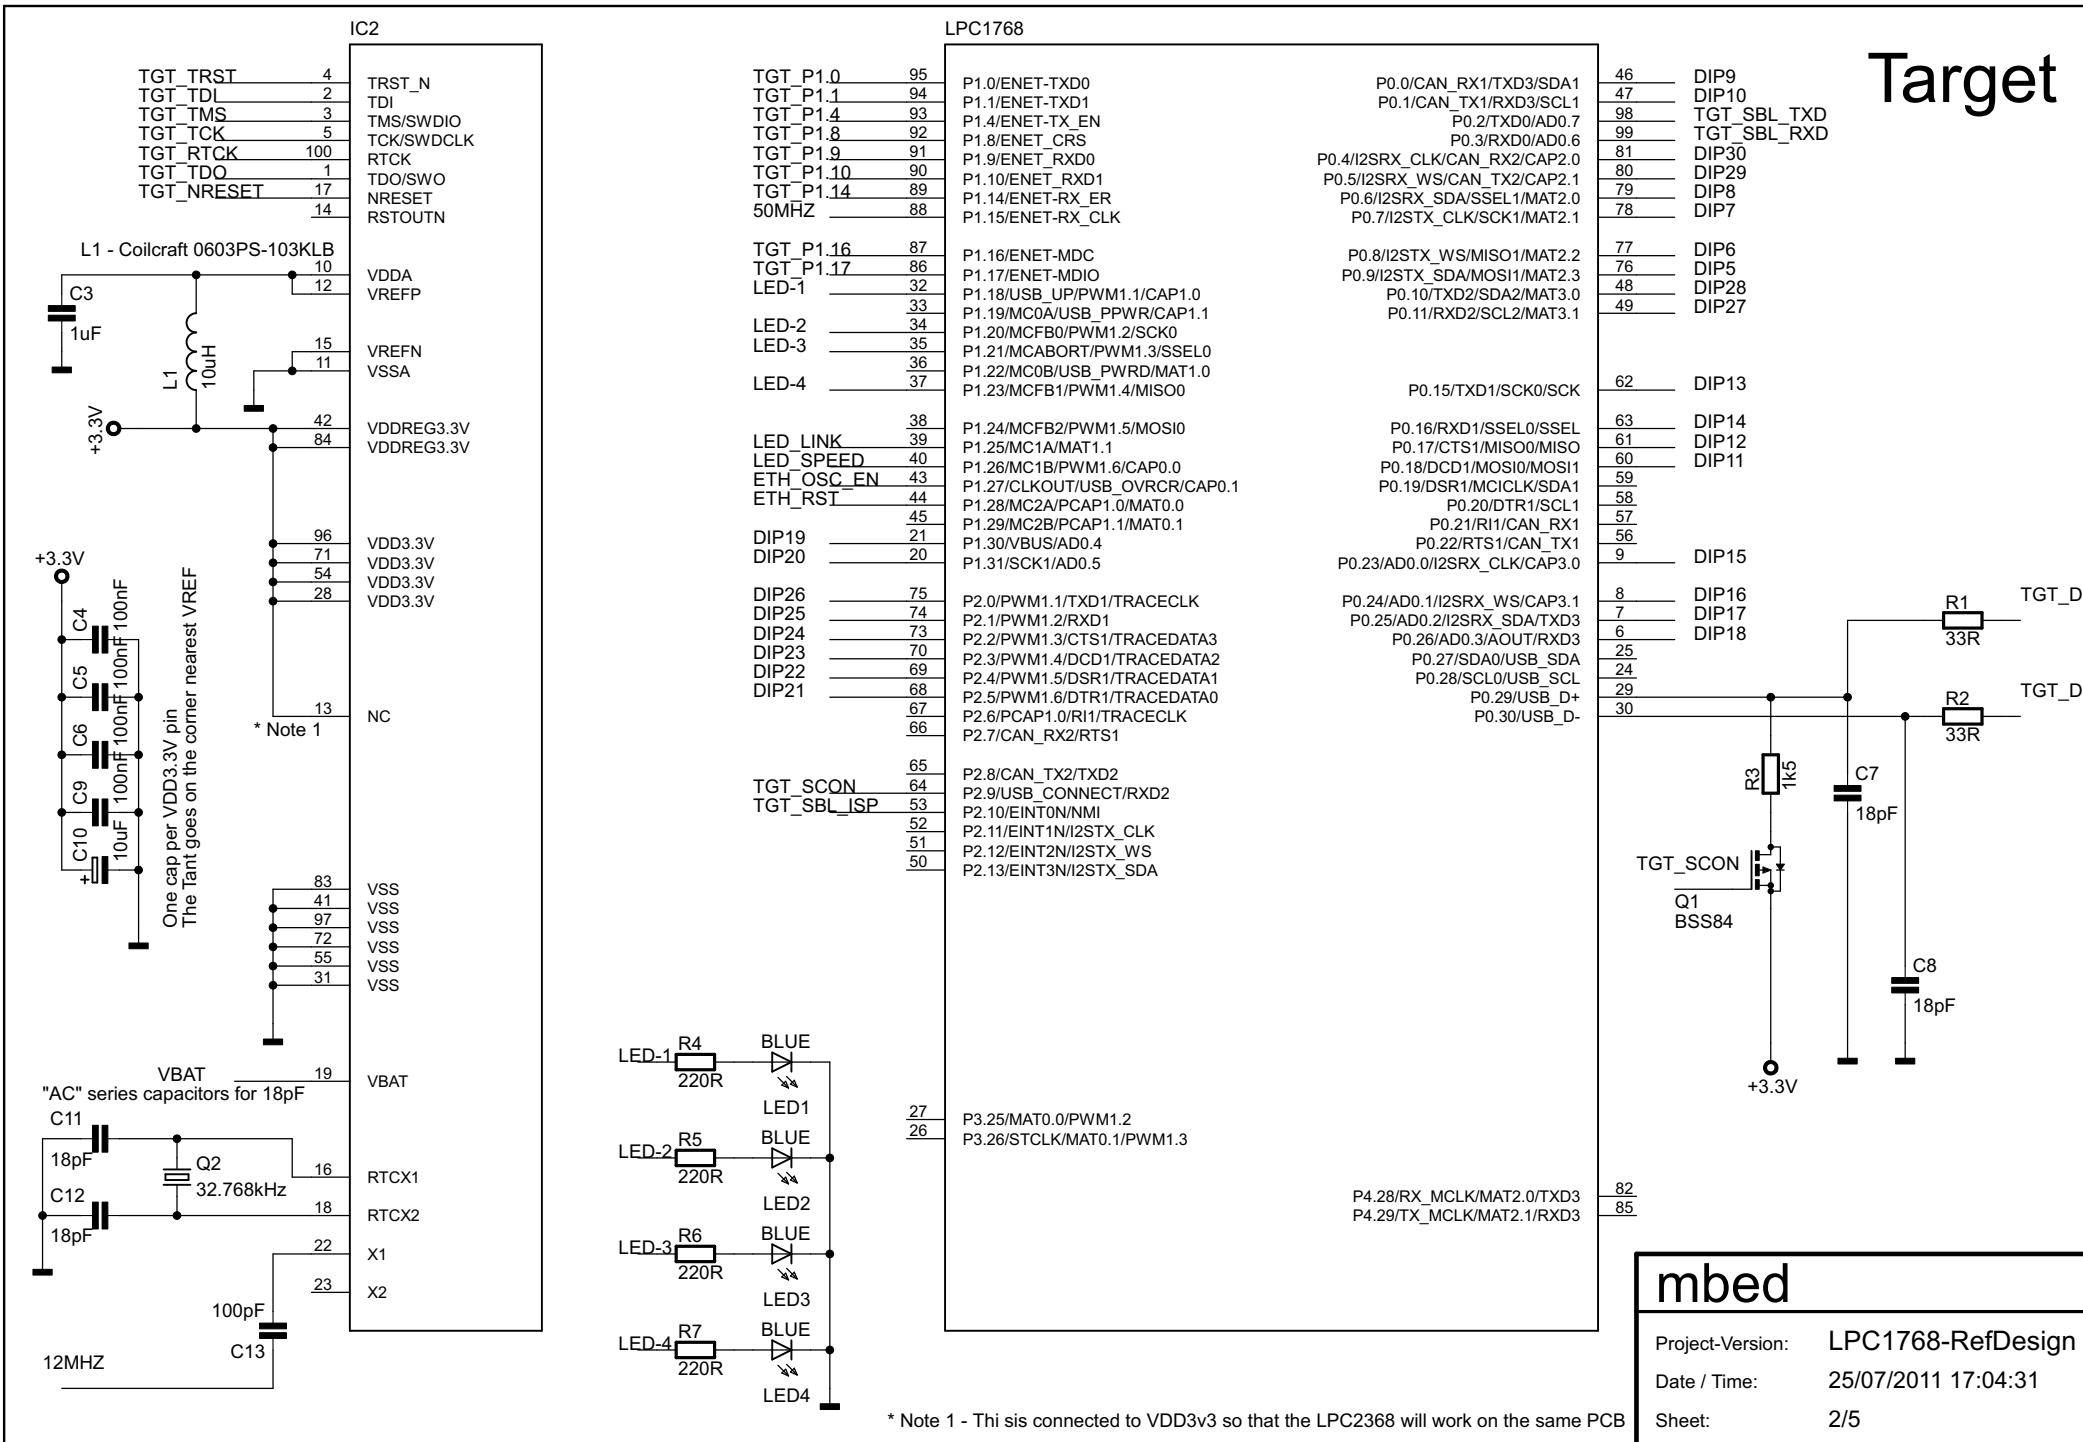 IC2
LPC1768
Target
TGT_TRST 4 TRST_N
TGT_TDI 2 TDI
TGT_TMS 3 TMS/SWDIO
TGT_TCK 5 TCK/SWDCLK
TGT_RTCK 100 RTCK
TGT_TDO 1 TDO/SWO
TGT_NRESET 17 NRESET
14 RSTOUTN
L1 - Coilcraft 0603PS-103KLB
10 VDDA
12 VREFP
C3
1uF
L1
10uH
15 VREFN
11 VSSA
+3.3V
42 VDDREG3.3V
84 VDDREG3.3V
96 VDD3.3V
71 VDD3.3V
54 VDD3.3V
28 VDD3.3V
+3.3V
C4 100nF
C5 100nF
C6 100nF
C9 100nF
C10 10uF
+
One cap per VDD3.3V pin
The Tant goes on the corner nearest VREF
13 NC
* Note 1
83 VSS
41 VSS
97 VSS
72 VSS
55 VSS
31 VSS
VBAT 19 VBAT
"AC" series capacitors for 18pF
C11
18pF
Q2
32.768kHz
C12
18pF
16 RTCX1
18 RTCX2
22 X1
23 X2
100pF
C13
12MHZ
TGT_P1.0 95 P1.0/ENET-TXD0
TGT_P1.1 94 P1.1/ENET-TXD1
TGT_P1.4 93 P1.4/ENET-TX_EN
TGT_P1.8 92 P1.8/ENET_CRS
TGT_P1.9 91 P1.9/ENET_RXD0
TGT_P1.10 90 P1.10/ENET_RXD1
TGT_P1.14 89 P1.14/ENET-RX_ER
50MHZ 88 P1.15/ENET-RX_CLK
TGT_P1.16 87 P1.16/ENET-MDC
TGT_P1.17 86 P1.17/ENET-MDIO
LED-1 32 P1.18/USB_UP/PWM1.1/CAP1.0
33 P1.19/MC0A/USB_PPWR/CAP1.1
LED-2 34 P1.20/MCFB0/PWM1.2/SCK0
LED-3 35 P1.21/MCABORT/PWM1.3/SSEL0
36 P1.22/MC0B/USB_PWRD/MAT1.0
LED-4 37 P1.23/MCFB1/PWM1.4/MISO0
38 P1.24/MCFB2/PWM1.5/MOSI0
LED_LINK 39 P1.25/MC1A/MAT1.1
LED_SPEED 40 P1.26/MC1B/PWM1.6/CAP0.0
ETH_OSC_EN 43 P1.27/CLKOUT/USB_OVRCR/CAP0.1
ETH_RST 44 P1.28/MC2A/PCAP1.0/MAT0.0
45 P1.29/MC2B/PCAP1.1/MAT0.1
DIP19 21 P1.30/VBUS/AD0.4
DIP20 20 P1.31/SCK1/AD0.5
DIP26 75 P2.0/PWM1.1/TXD1/TRACECLK
DIP25 74 P2.1/PWM1.2/RXD1
DIP24 73 P2.2/PWM1.3/CTS1/TRACEDATA3
DIP23 70 P2.3/PWM1.4/DCD1/TRACEDATA2
DIP22 69 P2.4/PWM1.5/DSR1/TRACEDATA1
DIP21 68 P2.5/PWM1.6/DTR1/TRACEDATA0
67 P2.6/PCAP1.0/RI1/TRACECLK
66 P2.7/CAN_RX2/RTS1
65 P2.8/CAN_TX2/TXD2
TGT_SCON 64 P2.9/USB_CONNECT/RXD2
TGT_SBL_ISP 53 P2.10/EINT0N/NMI
52 P2.11/EINT1N/I2STX_CLK
51 P2.12/EINT2N/I2STX_WS
50 P2.13/EINT3N/I2STX_SDA
27 P3.25/MAT0.0/PWM1.2
26 P3.26/STCLK/MAT0.1/PWM1.3
P0.0/CAN_RX1/TXD3/SDA1 46 DIP9
P0.1/CAN_TX1/RXD3/SCL1 47 DIP10
P0.2/TXD0/AD0.7 98 TGT_SBL_TXD
P0.3/RXD0/AD0.6 99 TGT_SBL_RXD
P0.4/I2SRX_CLK/CAN_RX2/CAP2.0 81 DIP30
P0.5/I2SRX_WS/CAN_TX2/CAP2.1 80 DIP29
P0.6/I2SRX_SDA/SSEL1/MAT2.0 79 DIP8
P0.7/I2STX_CLK/SCK1/MAT2.1 78 DIP7
P0.8/I2STX_WS/MISO1/MAT2.2 77 DIP6
P0.9/I2STX_SDA/MOSI1/MAT2.3 76 DIP5
P0.10/TXD2/SDA2/MAT3.0 48 DIP28
P0.11/RXD2/SCL2/MAT3.1 49 DIP27
P0.15/TXD1/SCK0/SCK 62 DIP13
P0.16/RXD1/SSEL0/SSEL 63 DIP14
P0.17/CTS1/MISO0/MISO 61 DIP12
P0.18/DCD1/MOSI0/MOSI1 60 DIP11
P0.19/DSR1/MCICLK/SDA1 59
P0.20/DTR1/SCL1 58
P0.21/RI1/CAN_RX1 57
P0.22/RTS1/CAN_TX1 56
P0.23/AD0.0/I2SRX_CLK/CAP3.0 9 DIP15
P0.24/AD0.1/I2SRX_WS/CAP3.1 8 DIP16
P0.25/AD0.2/I2SRX_SDA/TXD3 7 DIP17
P0.26/AD0.3/AOUT/RXD3 6 DIP18
P0.27/SDA0/USB_SDA 25
P0.28/SCL0/USB_SCL 24
P0.29/USB_D+ 29
P0.30/USB_D- 30
P4.28/RX_MCLK/MAT2.0/TXD3 82
P4.29/TX_MCLK/MAT2.1/RXD3 85
R1
33R
TGT_D
R2
33R
TGT_D
R3
1k5
C7
18pF
TGT_SCON
Q1
BSS84
C8
18pF
+3.3V
LED-1 R4 BLUE
220R
LED1
LED-2 R5 BLUE
220R
LED2
LED-3 R6 BLUE
220R
LED3
LED-4 R7 BLUE
220R
LED4
* Note 1 - Thi sis connected to VDD3v3 so that the LPC2368 will work on the same PCB
mbed
Project-Version: LPC1768-RefDesign
Date / Time: 25/07/2011 17:04:31
Sheet: 2/5